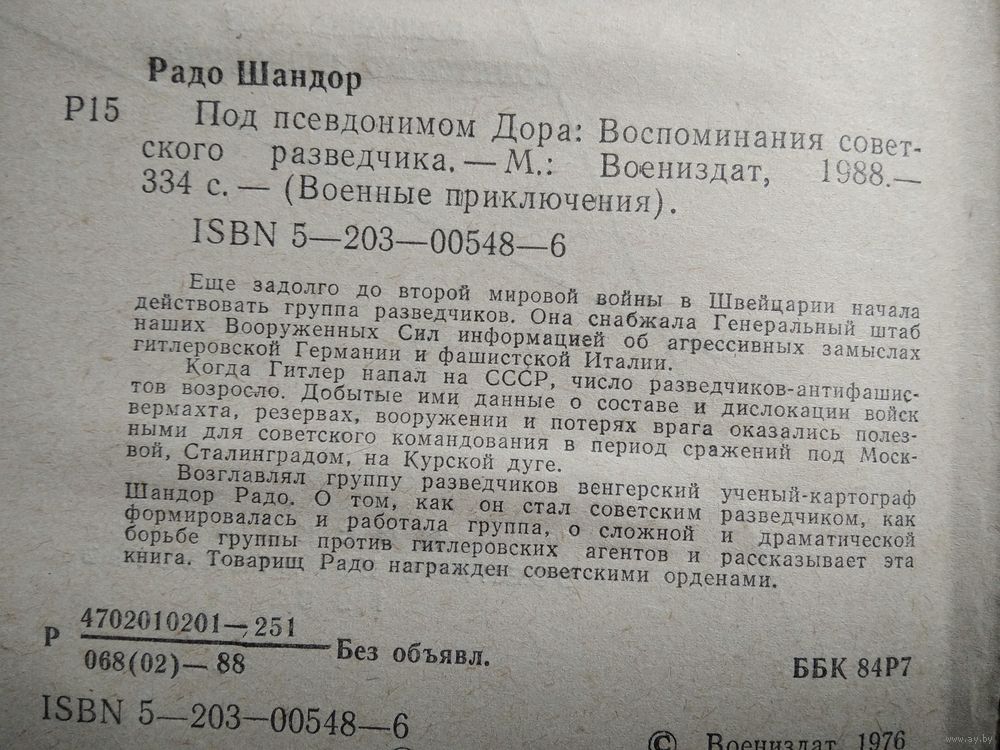 Радо Шандор
Р15 Под псевдонимом Дора: Воспоминания совет-
ского разведчика. — М.: Воениздат, 1988.—
334 с. — (Военные приключения).
ISBN 5—203—00548—6
Еще задолго до второй мировой войны в Швейцарии начала
действовать группа разведчиков. Она снабжала Генеральный штаб
наших Вооруженных Сил информацией об агрессивных замыслах
гитлеровской Германии и фашистской Италии.
Когда Гитлер напал на СССР, число разведчиков-антифашис-
тов возросло. Добытые ими данные о составе и дислокации войск
вермахта, резервах, вооружении и потерях врага оказались полез-
ными для советского командования в период сражений под Моск-
вой, Сталинградом, на Курской дуге.
Возглавлял группу разведчиков венгерский ученый-картограф
Шандор Радо. О том, как он стал советским разведчиком, как
формировалась и работала группа, о сложной и драматической
борьбе группы против гитлеровских агентов и рассказывает эта
книга. Товарищ Радо награжден советскими орденами.
4702010201—251
Р Без объявл.
068(02)—88
ББК 84Р7
ISBN 5—203—00548—6
© Воениздат, 1976
www.ay.by